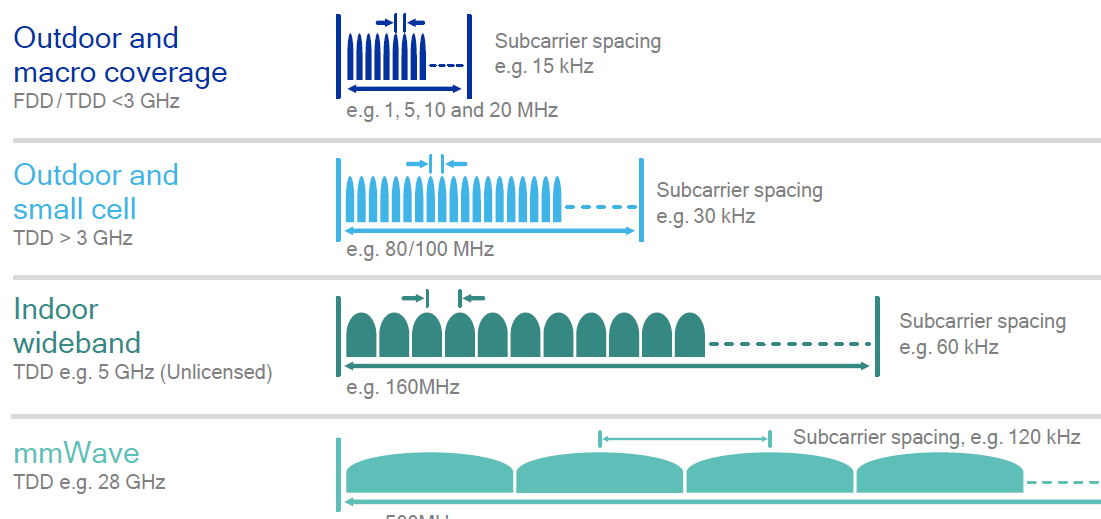 Outdoor and
macro coverage
FDD/TDD <3 GHz
Subcarrier spacing
e.g. 15 kHz
e.g. 1, 5, 10 and 20 MHz
Outdoor and
small cell
TDD > 3 GHz
Subcarrier spacing
e.g. 30 kHz
e.g. 80/100 MHz
Indoor
wideband
TDD e.g. 5 GHz (Unlicensed)
Subcarrier spacing
e.g. 60 kHz
e.g. 160MHz
mmWave
TDD e.g. 28 GHz
Subcarrier spacing, e.g. 120 kHz